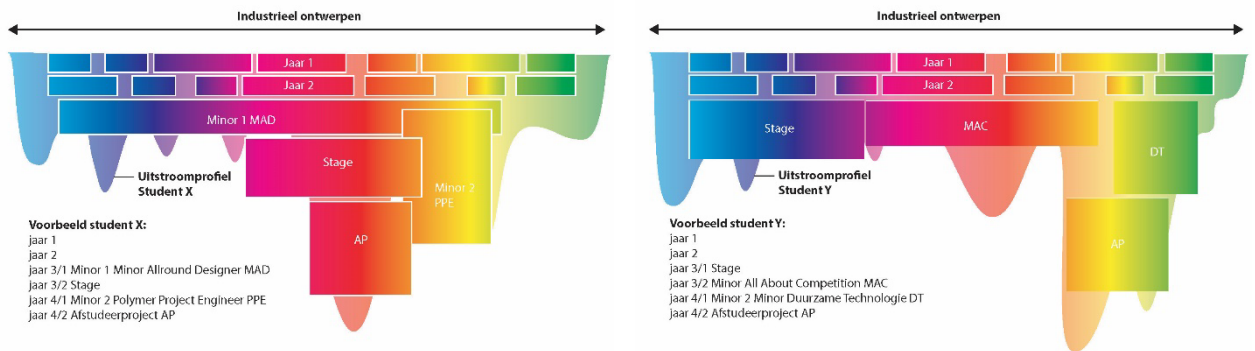 Industrieel ontwerpen
Jaar 1
Jaar 2
Minor 1 MAD
Stage
Minor 2
PPE
Uitstroomprofiel
Student X
AP
Voorbeeld student X:
jaar 1
jaar 2
jaar 3/1 Minor 1 Minor Allround Designer MAD
jaar 3/2 Stage
jaar 4/1 Minor 2 Polymer Project Engineer PPE
jaar 4/2 Afstudeerproject AP
Industrieel ontwerpen
Jaar 1
Jaar 2
Stage
MAC
DT
Uitstroomprofiel
Student Y
AP
Voorbeeld student Y:
jaar 1
jaar 2
jaar 3/1 Stage
jaar 3/2 Minor All About Competition MAC
jaar 4/1 Minor 2 Minor Duurzame Technologie DT
jaar 4/2 Afstudeerproject AP